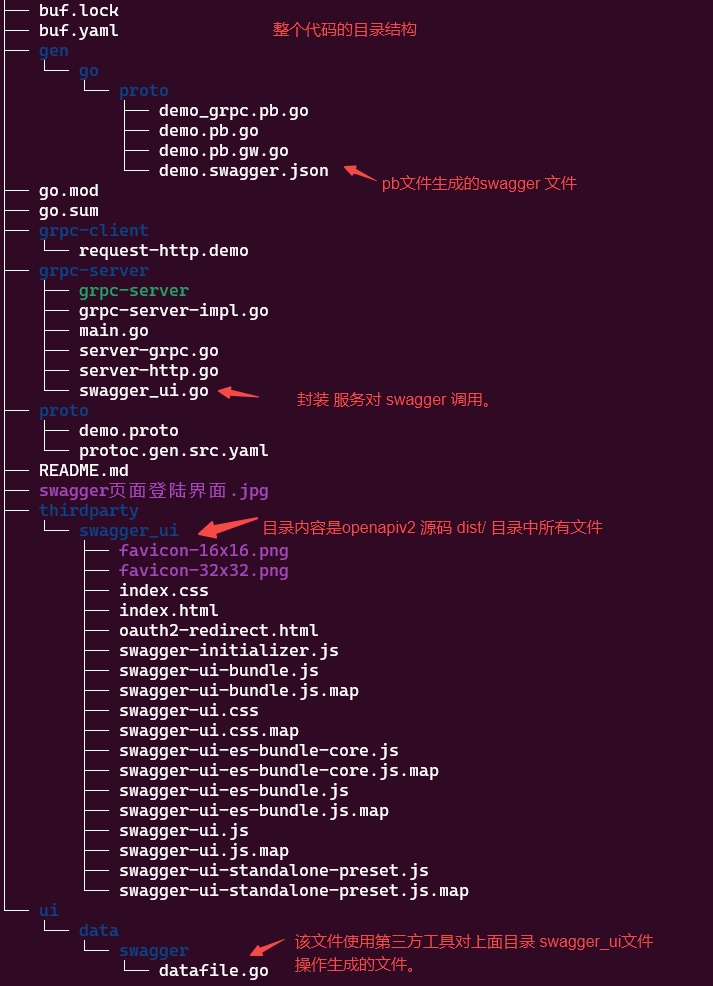 buf.lock
buf.yaml 整个代码的目录结构
gen
go
proto
demo_grpc.pb.go
demo.pb.go
demo.pb.gw.go
demo.swagger.json
pb文件生成的swagger 文件
go.mod
go.sum
grpc-client
request-http.demo
grpc-server
grpc-server
grpc-server-impl.go
main.go
server-grpc.go
server-http.go
swagger_ui.go
封装 服务对 swagger 调用。
proto
demo.proto
protoc.gen.src.yaml
README.md
swagger页面登陆界面.jpg
thirdparty
swagger_ui 目录内容是openapiv2 源码 dist/ 目录中所有文件
favicon-16x16.png
favicon-32x32.png
index.css
index.html
oauth2-redirect.html
swagger-initializer.js
swagger-ui-bundle.js
swagger-ui-bundle.js.map
swagger-ui.css
swagger-ui.css.map
swagger-ui-es-bundle-core.js
swagger-ui-es-bundle-core.js.map
swagger-ui-es-bundle.js
swagger-ui-es-bundle.js.map
swagger-ui.js
swagger-ui.js.map
swagger-ui-standalone-preset.js
swagger-ui-standalone-preset.js.map
ui
data
swagger
datafile.go
该文件使用第三方工具对上面目录 swagger_ui文件
操作生成的文件。